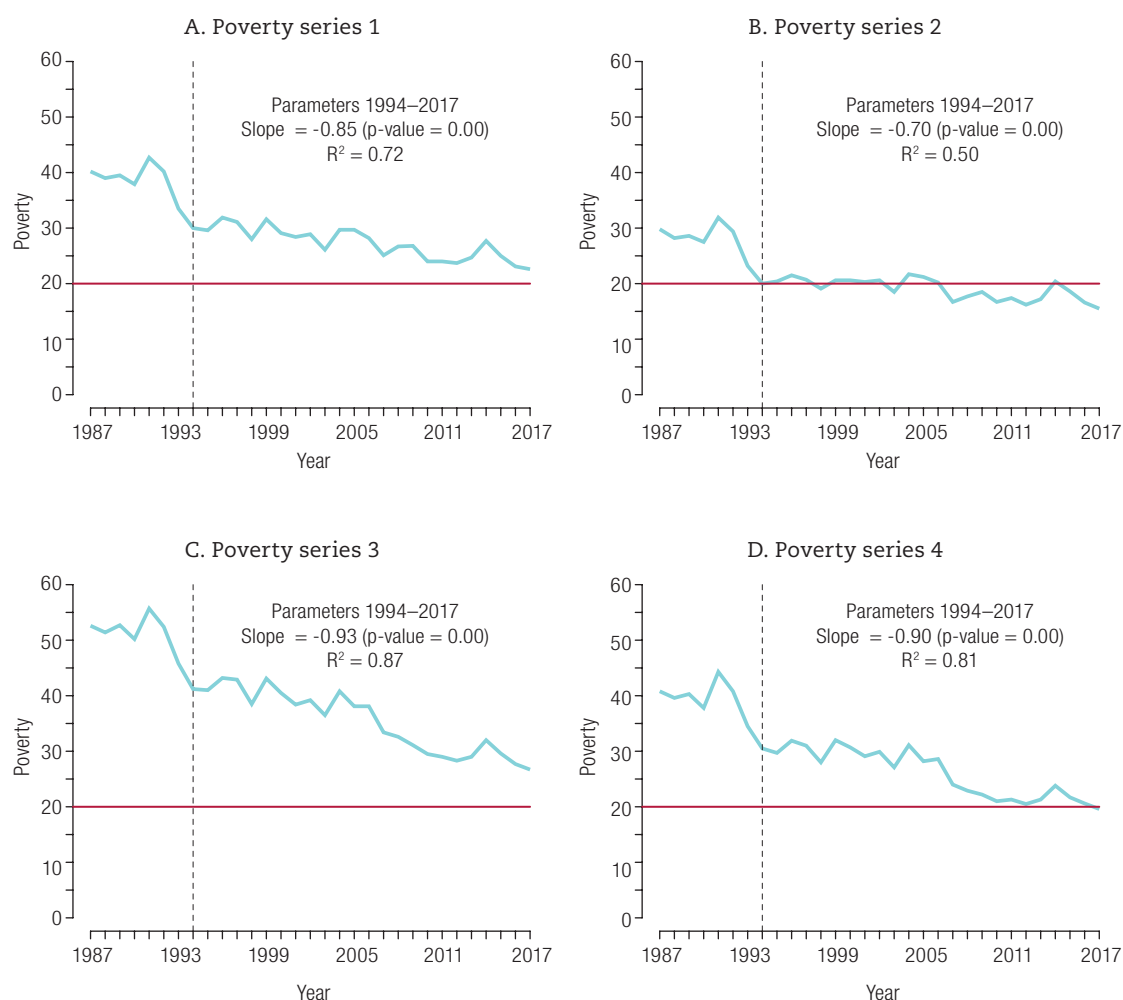 A. Poverty series 1
60
50
40
30
20
10
0
Poverty
Parameters 1994–2017
Slope = -0.85 (p-value = 0.00)
R² = 0.72
1987 1993 1999 2005 2011 2017
Year
B. Poverty series 2
60
50
40
30
20
10
0
Poverty
Parameters 1994–2017
Slope = -0.70 (p-value = 0.00)
R² = 0.50
1987 1993 1999 2005 2011 2017
Year
C. Poverty series 3
60
50
40
30
20
10
0
Poverty
Parameters 1994–2017
Slope = -0.93 (p-value = 0.00)
R² = 0.87
1987 1993 1999 2005 2011 2017
Year
D. Poverty series 4
60
50
40
30
20
10
0
Poverty
Parameters 1994–2017
Slope = -0.90 (p-value = 0.00)
R² = 0.81
1987 1993 1999 2005 2011 2017
Year